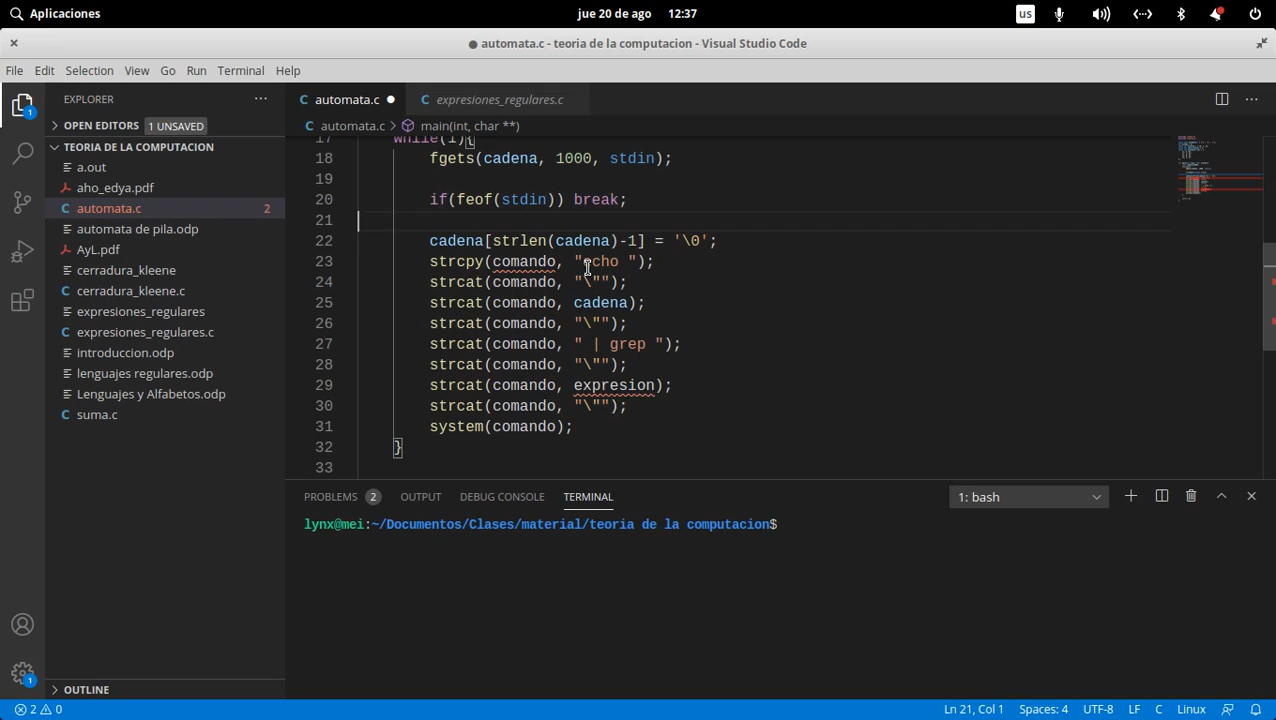 Aplicaciones jue 20 de ago 12:37 us
automata.c - teoria de la computacion - Visual Studio Code
File Edit Selection View Go Run Terminal Help
EXPLORER
automata.c
expresiones_regulares.c
OPEN EDITORS 1 UNSAVED
automata.c > main(int, char **)
TEORIA DE LA COMPUTACION
a.out
aho_edya.pdf
automata.c 2
automata de pila.odp
AyL.pdf
cerradura_kleene
cerradura_kleene.c
expresiones_regulares
expresiones_regulares.c
introduccion.odp
lenguajes regulares.odp
Lenguajes y Alfabetos.odp
suma.c
OUTLINE
17 while(1){
18 fgets(cadena, 1000, stdin);
19
20 if(feof(stdin)) break;
21
22 cadena[strlen(cadena)-1] = '\0';
23 strcpy(comando, "echo ");
24 strcat(comando, "\"");
25 strcat(comando, cadena);
26 strcat(comando, "\"");
27 strcat(comando, " | grep ");
28 strcat(comando, "\"");
29 strcat(comando, expresion);
30 strcat(comando, "\"");
31 system(comando);
32 }
33
PROBLEMS 2 OUTPUT DEBUG CONSOLE TERMINAL 1: bash
lynx@mei:~/Documentos/Clases/material/teoria de la computacion$
1
1
2 0 Ln 21, Col 1 Spaces: 4 UTF-8 LF C Linux